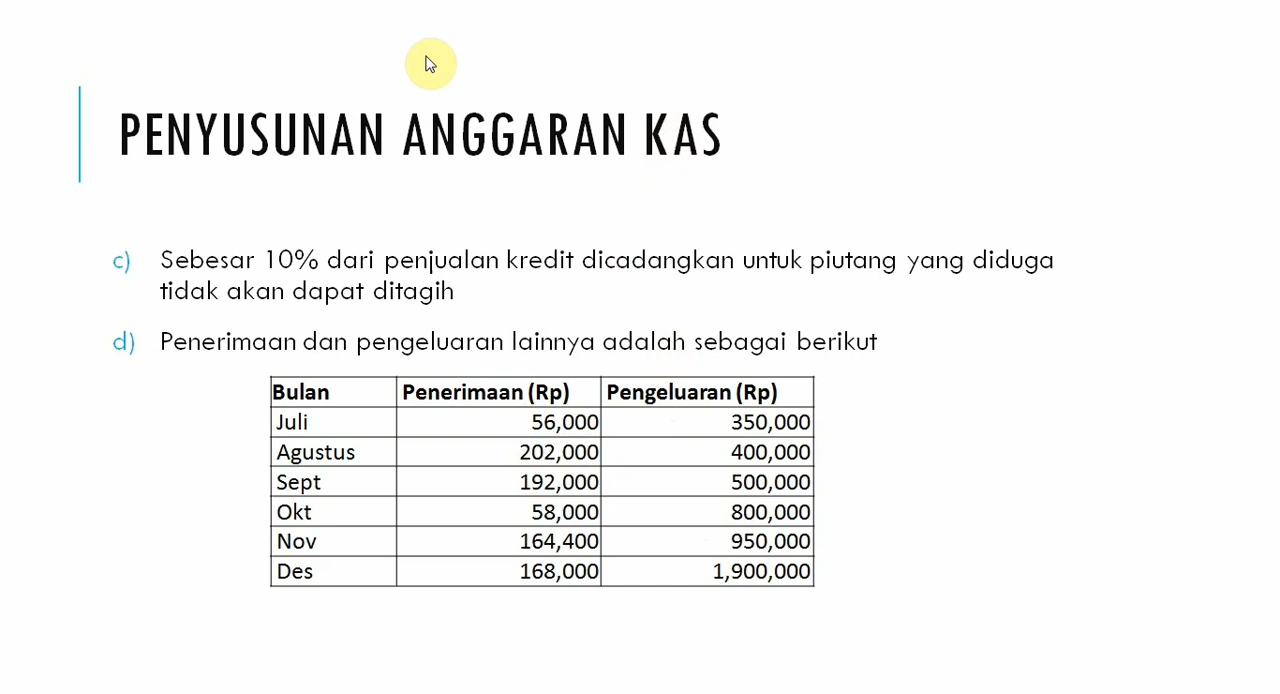 PENYUSUNAN ANGGARAN KAS
c) Sebesar 10% dari penjualan kredit dicadangkan untuk piutang yang diduga
tidak akan dapat ditagih
d) Penerimaan dan pengeluaran lainnya adalah sebagai berikut
Bulan Penerimaan (Rp) Pengeluaran (Rp)
Juli 56,000 350,000
Agustus 202,000 400,000
Sept 192,000 500,000
Okt 58,000 800,000
Nov 164,400 950,000
Des 168,000 1,900,000